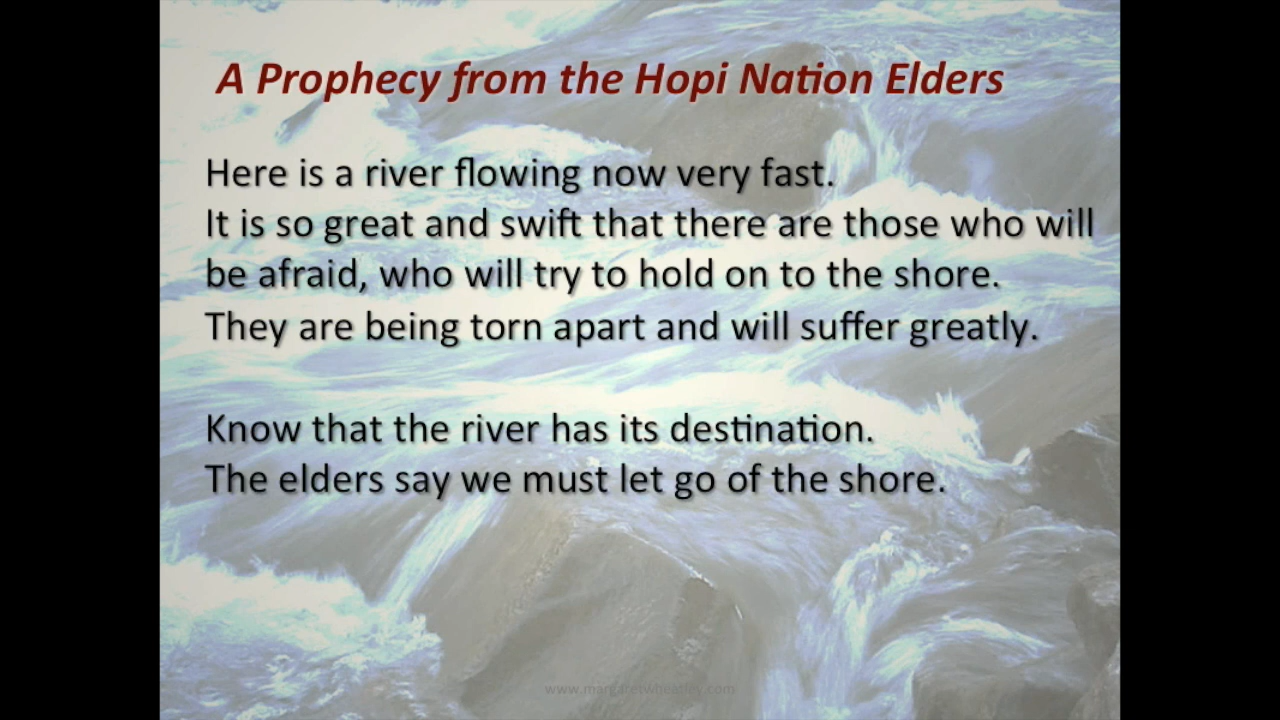 A Prophecy from the Hopi Nation Elders
Here is a river flowing now very fast.
It is so great and swift that there are those who will
be afraid, who will try to hold on to the shore.
They are being torn apart and will suffer greatly.
Know that the river has its destination.
The elders say we must let go of the shore.
www.margaretwheatley.com